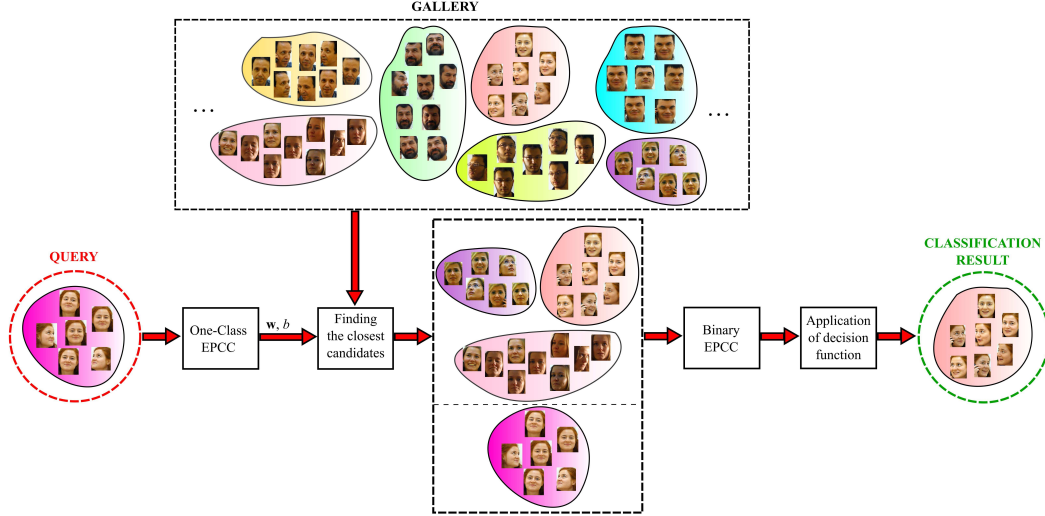 GALLERY
...
...
QUERY
One-Class
EPCC
w, b
Finding
the closest
candidates
Binary
EPCC
Application
of decision
function
CLASSIFICATION
RESULT